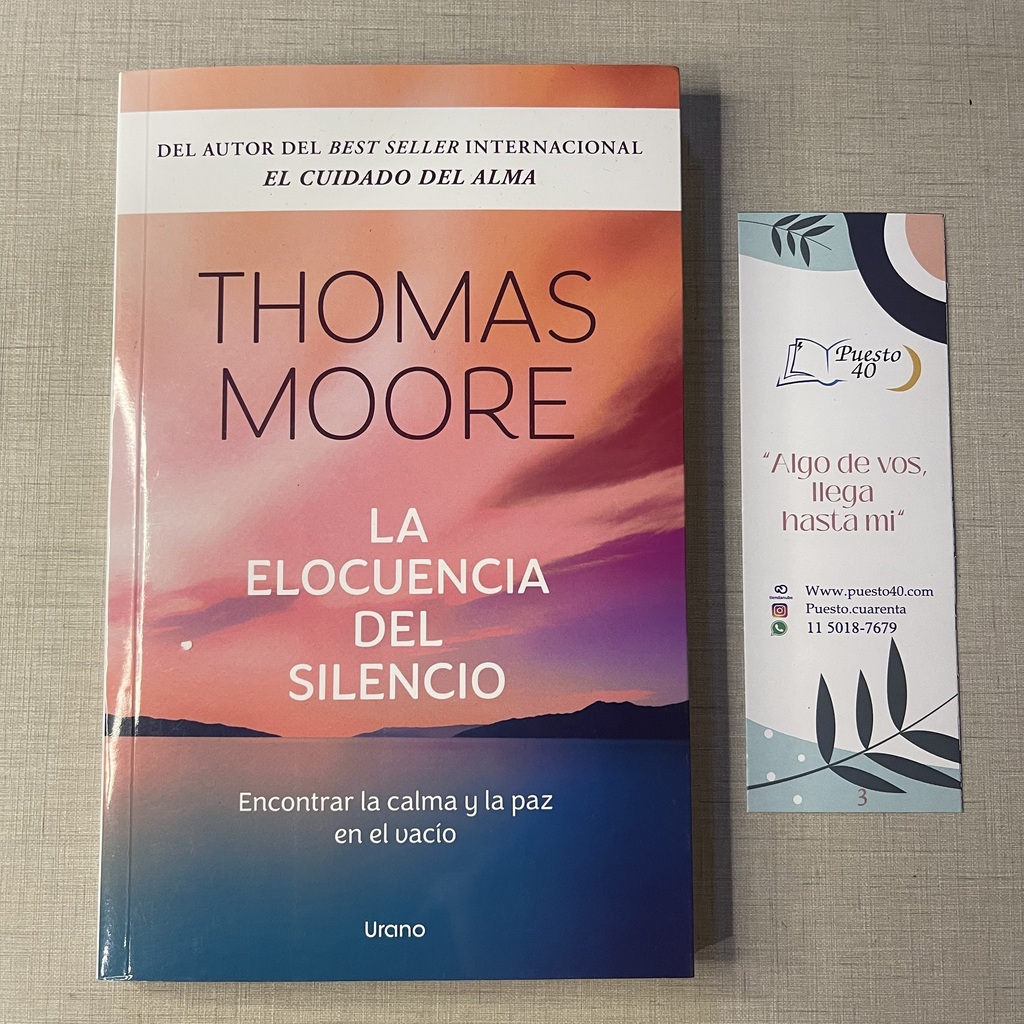 DEL AUTOR DEL BEST SELLER INTERNACIONAL
EL CUIDADO DEL ALMA
THOMAS
MOORE
LA
ELOCUENCIA
DEL
SILENCIO
Encontrar la calma y la paz
en el vacío
Urano
Puesto
40
"Algo de vos,
llega
hasta mi"
tiendanube
Www.puesto40.com
Puesto.cuarenta
11 5018-7679
3